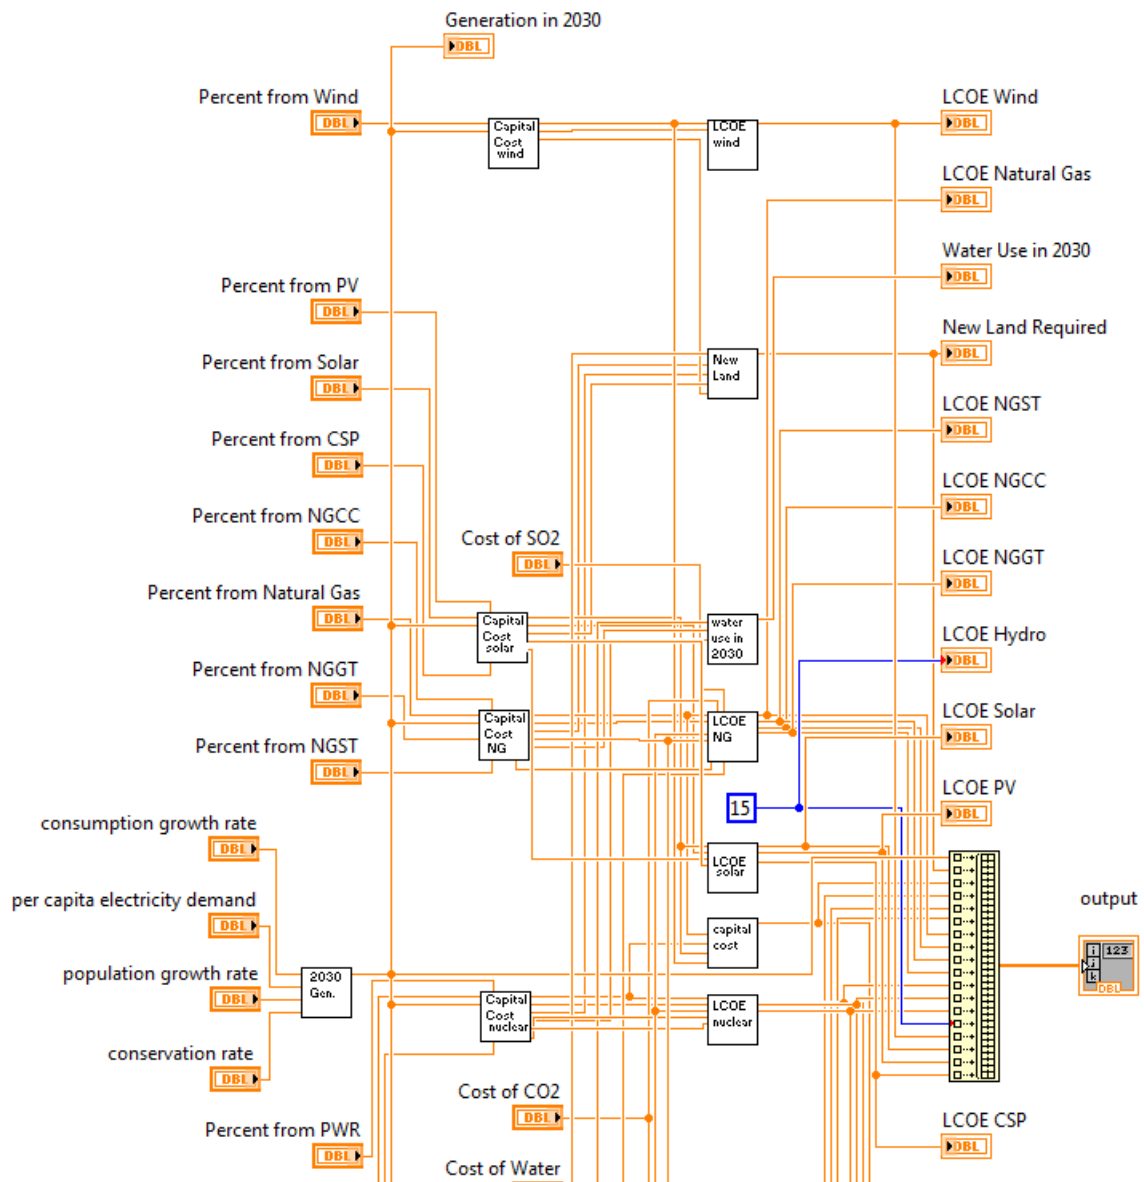 Generation in 2030
DBL
Percent from Wind
DBL
Capital
Cost
wind
LCOE
wind
LCOE Wind
DBL
LCOE Natural Gas
DBL
Water Use in 2030
DBL
Percent from PV
DBL
New Land Required
DBL
New
Land
Percent from Solar
DBL
LCOE NGST
DBL
Percent from CSP
DBL
LCOE NGCC
DBL
Percent from NGCC
DBL
Cost of SO2
DBL
LCOE NGGT
DBL
Percent from Natural Gas
DBL
Capital
Cost
solar
water
use in
2030
LCOE Hydro
DBL
Percent from NGGT
DBL
Capital
Cost
NG
LCOE
NG
LCOE Solar
DBL
Percent from NGST
DBL
15
LCOE PV
DBL
consumption growth rate
DBL
LCOE
solar
per capita electricity demand
DBL
capital
cost
output
i
j
k
123
DBL
population growth rate
DBL
2030
Gen.
Capital
Cost
nuclear
LCOE
nuclear
conservation rate
DBL
Cost of CO2
DBL
Percent from PWR
DBL
LCOE CSP
DBL
Cost of Water